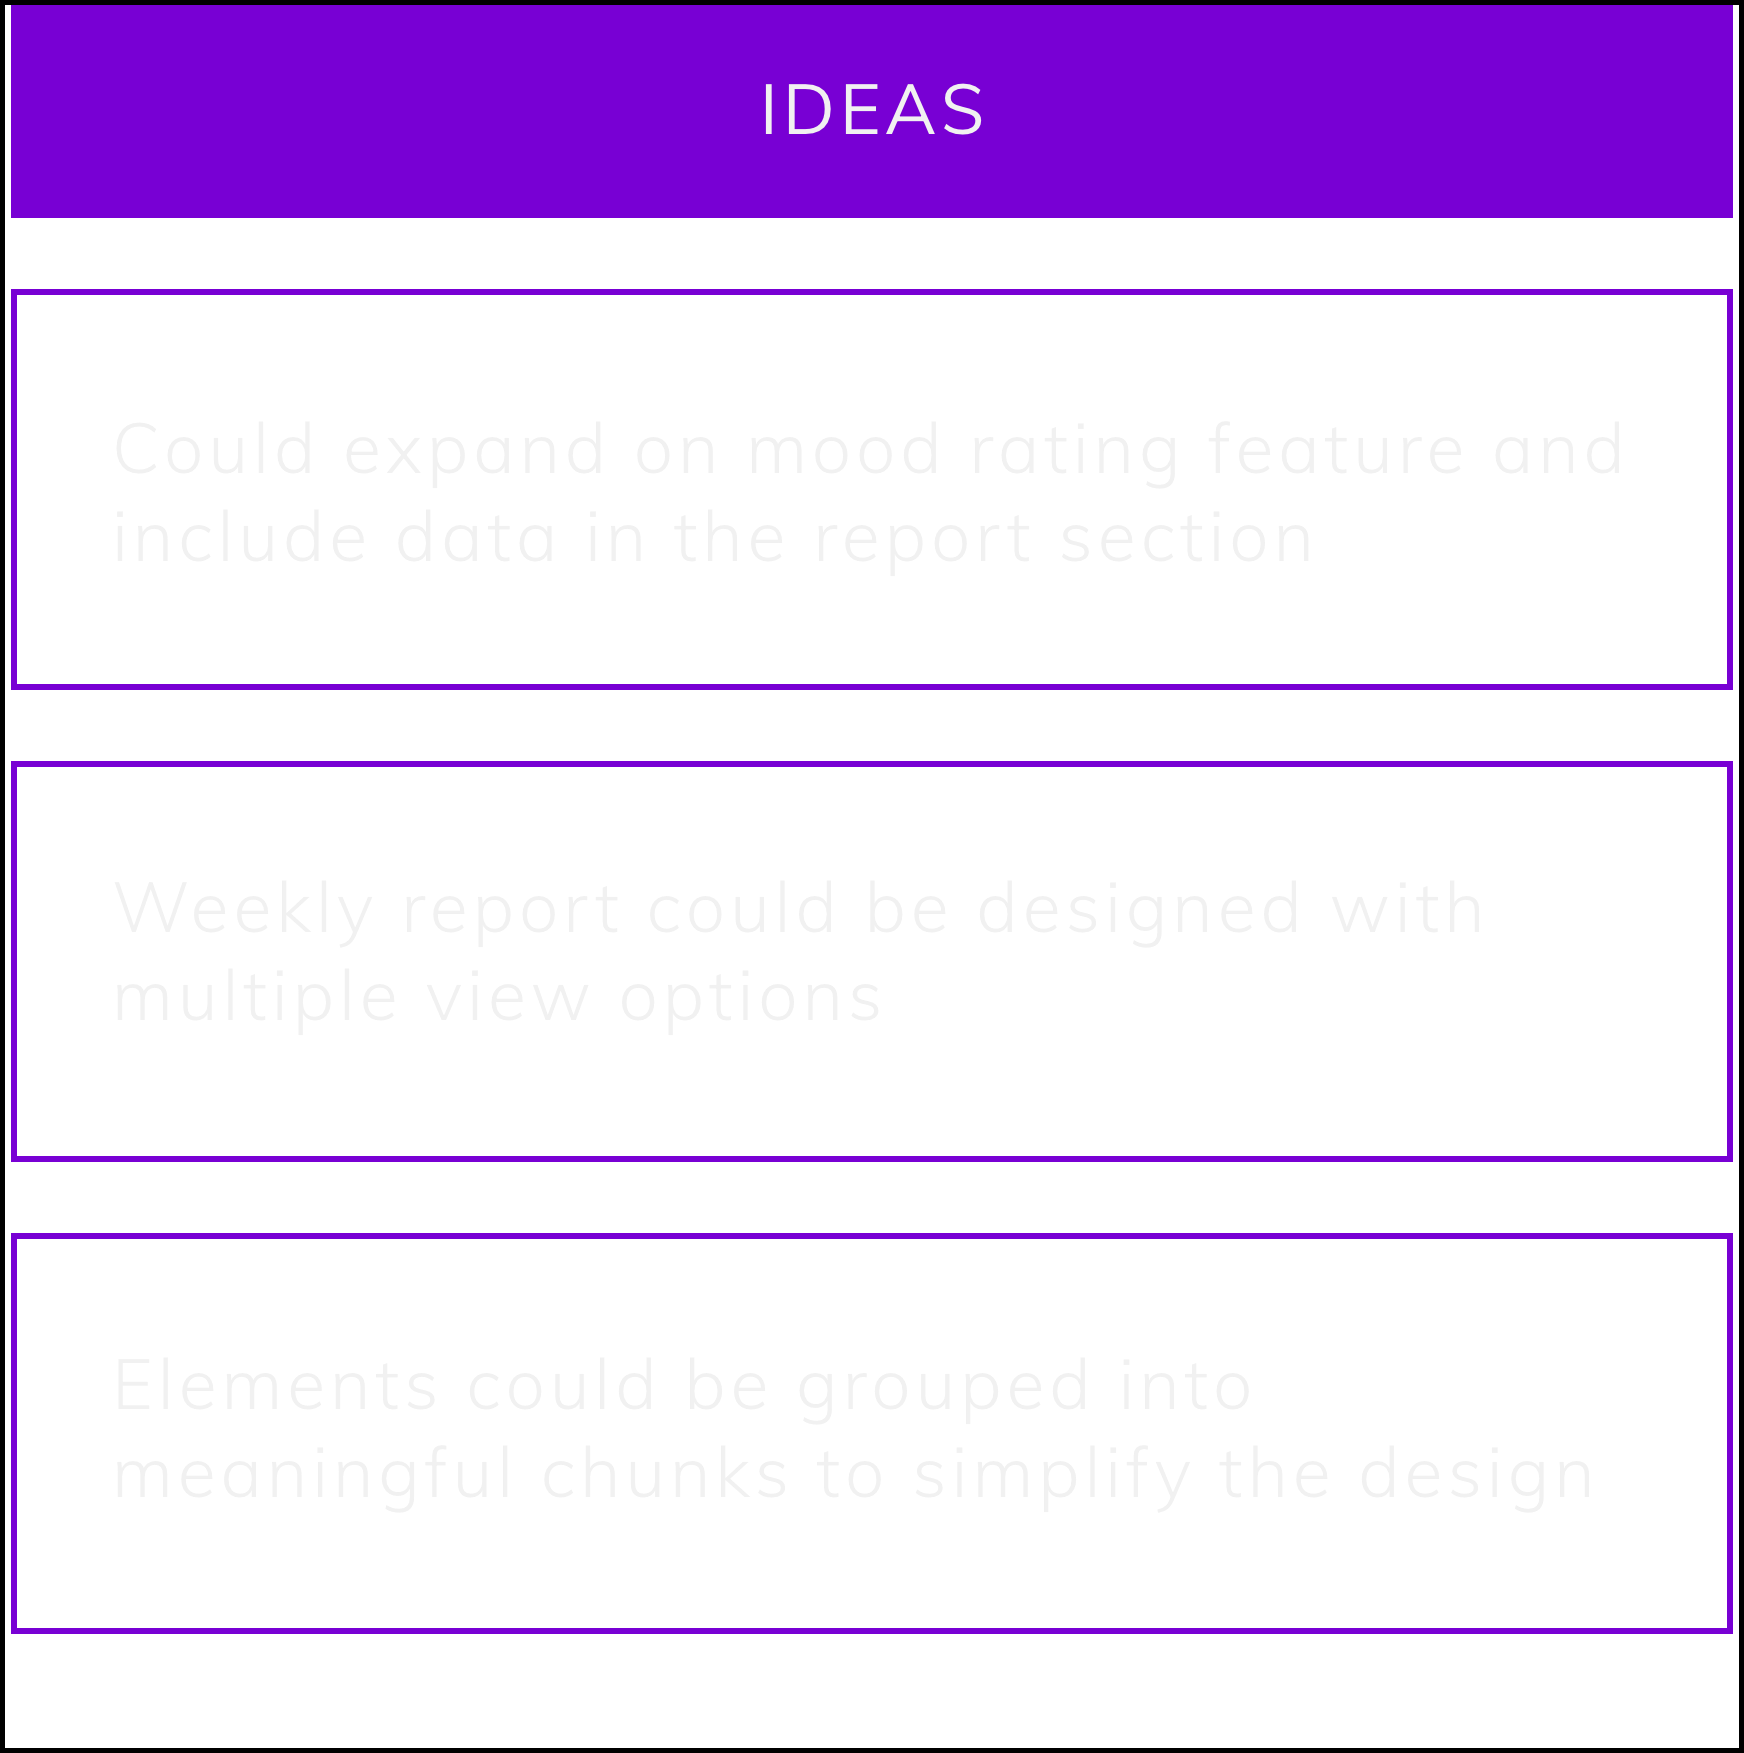 IDEAS
Could expand on mood rating feature and
include data in the report section
Weekly report could be designed with
multiple view options
Elements could be grouped into
meaningful chunks to simplify the design